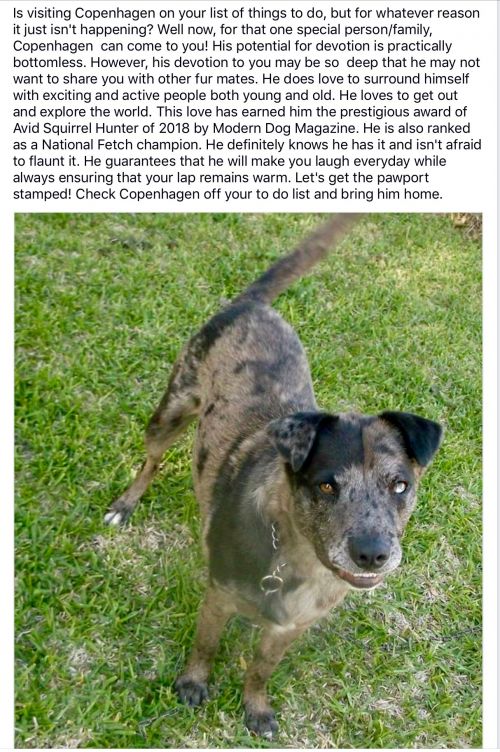 Is visiting Copenhagen on your list of things to do, but for whatever reason
it just isn't happening? Well now, for that one special person/family,
Copenhagen  can come to you! His potential for devotion is practically
bottomless. However, his devotion to you may be so  deep that he may not
want to share you with other fur mates. He does love to surround himself
with exciting and active people both young and old. He loves to get out
and explore the world. This love has earned him the prestigious award of
Avid Squirrel Hunter of 2018 by Modern Dog Magazine. He is also ranked
as a National Fetch champion. He definitely knows he has it and isn't afraid
to flaunt it. He guarantees that he will make you laugh everyday while
always ensuring that your lap remains warm. Let's get the pawport
stamped! Check Copenhagen off your to do list and bring him home.